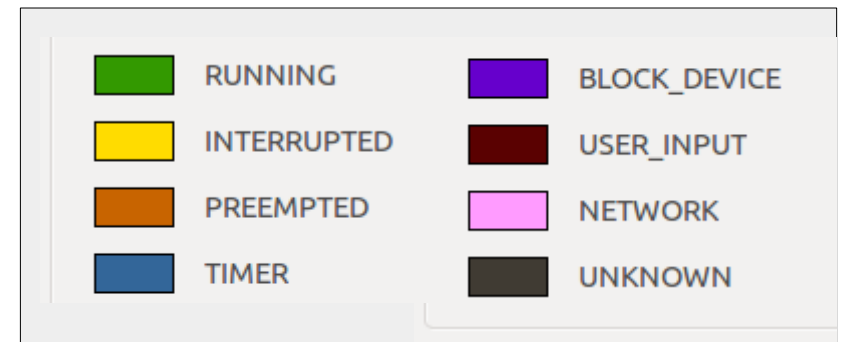 RUNNING
INTERRUPTED
PREEMPTED
TIMER
BLOCK_DEVICE
USER_INPUT
NETWORK
UNKNOWN